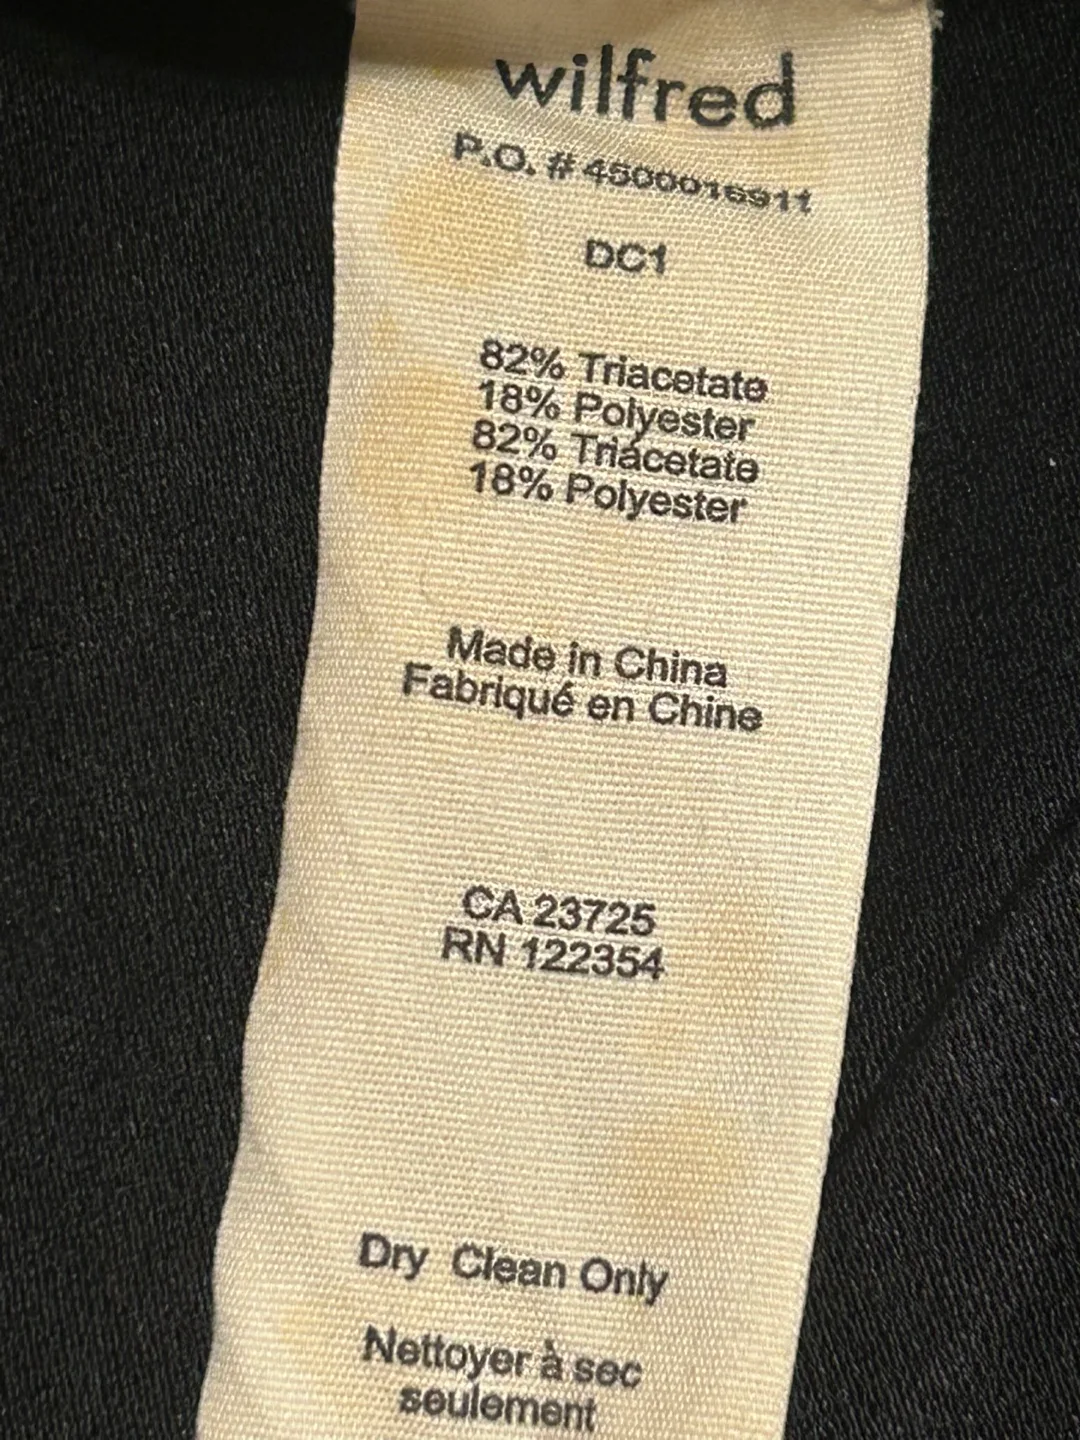 wilfred
P.O. # 4500016911
DC1
82% Triacetate
18% Polyester
82% Triacetate
18% Polyester
Made in China
Fabriqué en Chine
CA 23725
RN 122354
Dry Clean Only
Nettoyer à sec
seulement